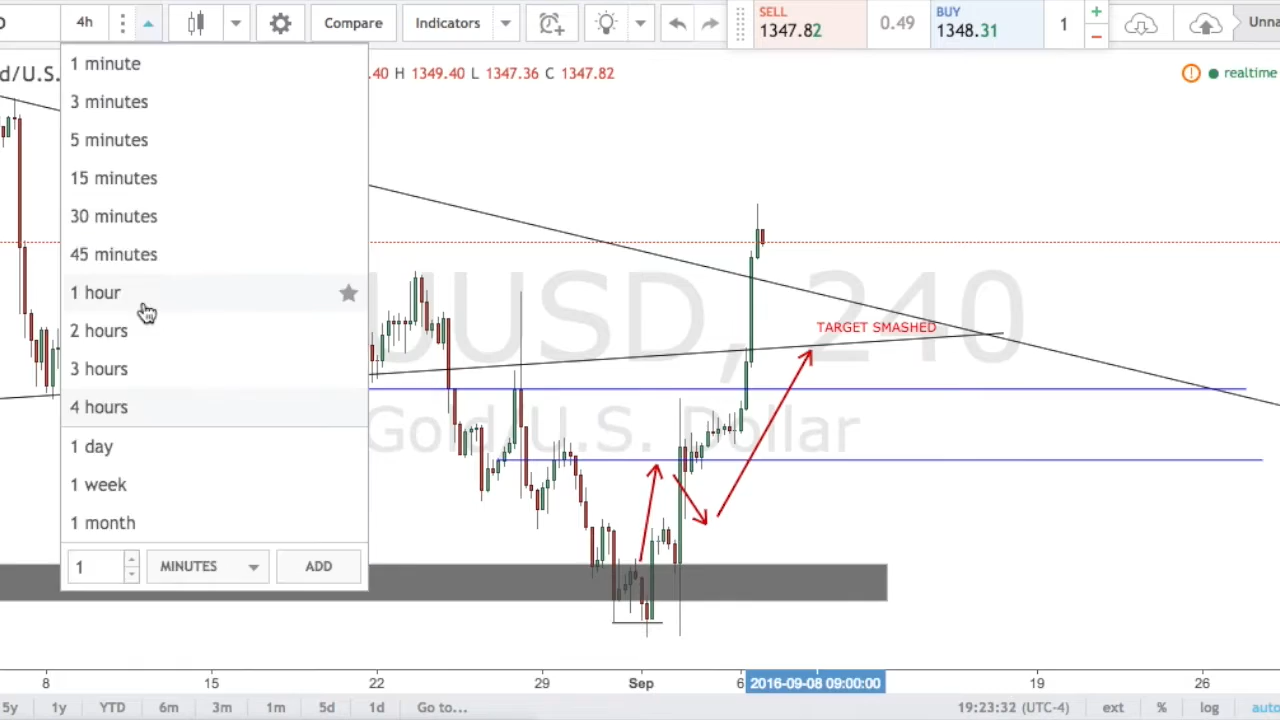 4h
Compare
Indicators
SELL
1347.82
0.49
BUY
1348.31
1
+
−
Unna
d/U.S.
.40 H 1349.40 L 1347.36 C 1347.82
realtime
1 minute
3 minutes
5 minutes
15 minutes
30 minutes
45 minutes
1 hour
2 hours
3 hours
4 hours
1 day
1 week
1 month
1
MINUTES
ADD
UUSD, 240
Gold/U.S. Dollar
TARGET SMASHED
8
15
22
29
Sep
6
2016-09-08 09:00:00
19
26
5y
1y
YTD
6m
3m
1m
5d
1d
Go to...
19:23:32 (UTC-4)
ext
%
log
auto